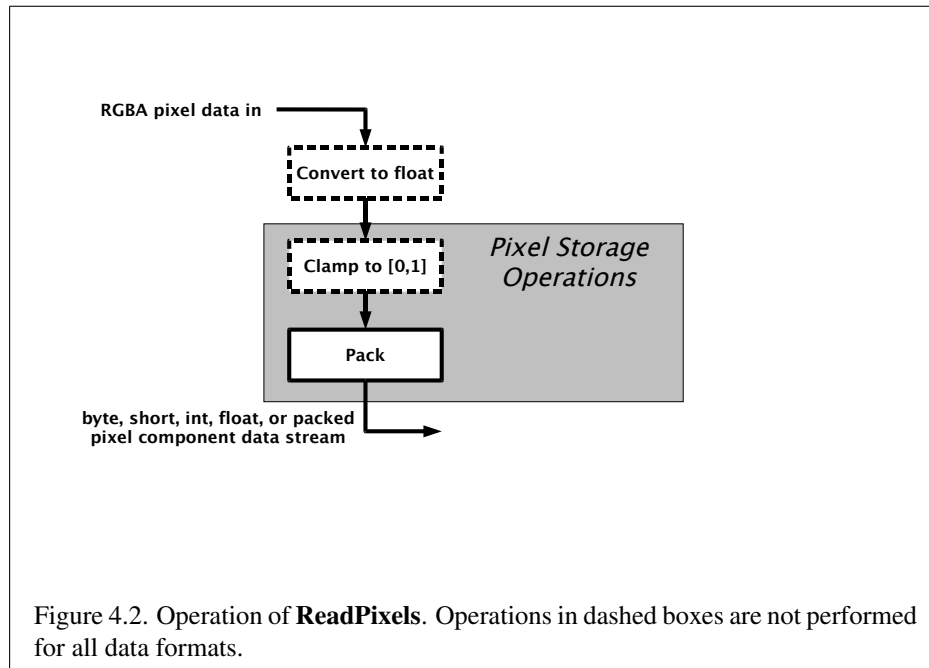 RGBA pixel data in
Convert to float
Pixel Storage
Operations
Clamp to [0,1]
Pack
byte, short, int, float, or packed
pixel component data stream
Figure 4.2. Operation of ReadPixels. Operations in dashed boxes are not performed
for all data formats.